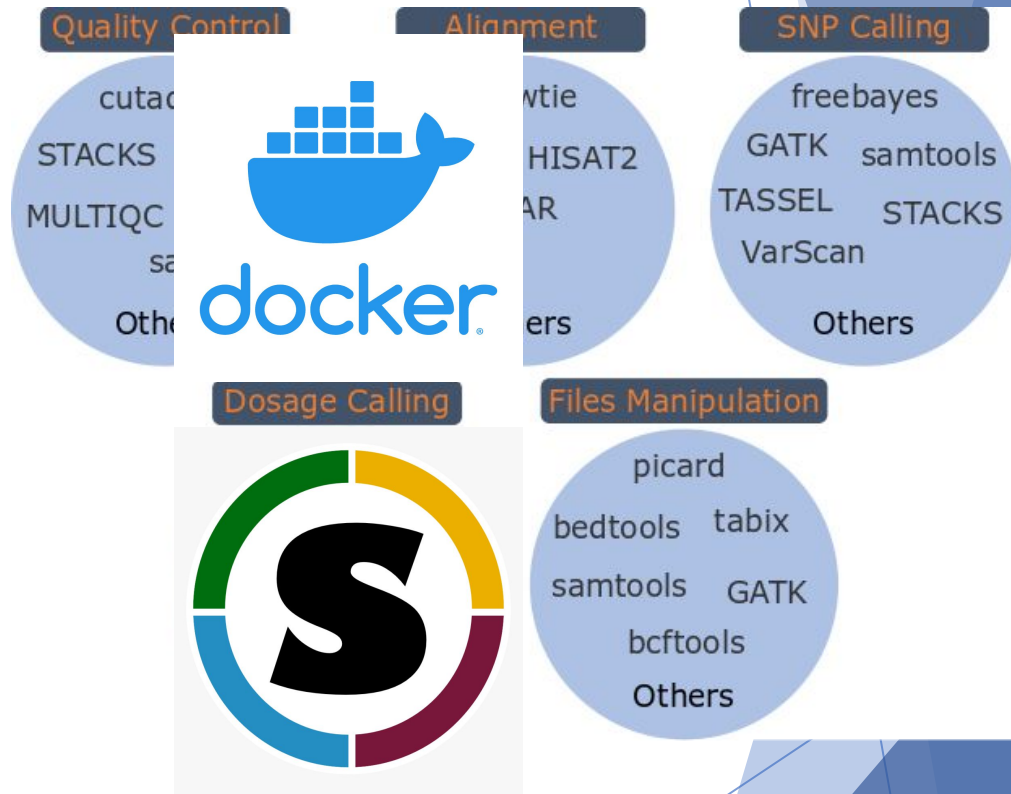 Quality Control
Alignment
SNP Calling
cutad
wtie
freebayes
STACKS
HISAT2
GATK
samtools
MULTIQC
AR
TASSEL
STACKS
sa
VarScan
Othe
docker
ers
Others
Dosage Calling
Files Manipulation
S
picard
bedtools
tabix
samtools
GATK
bcftools
Others